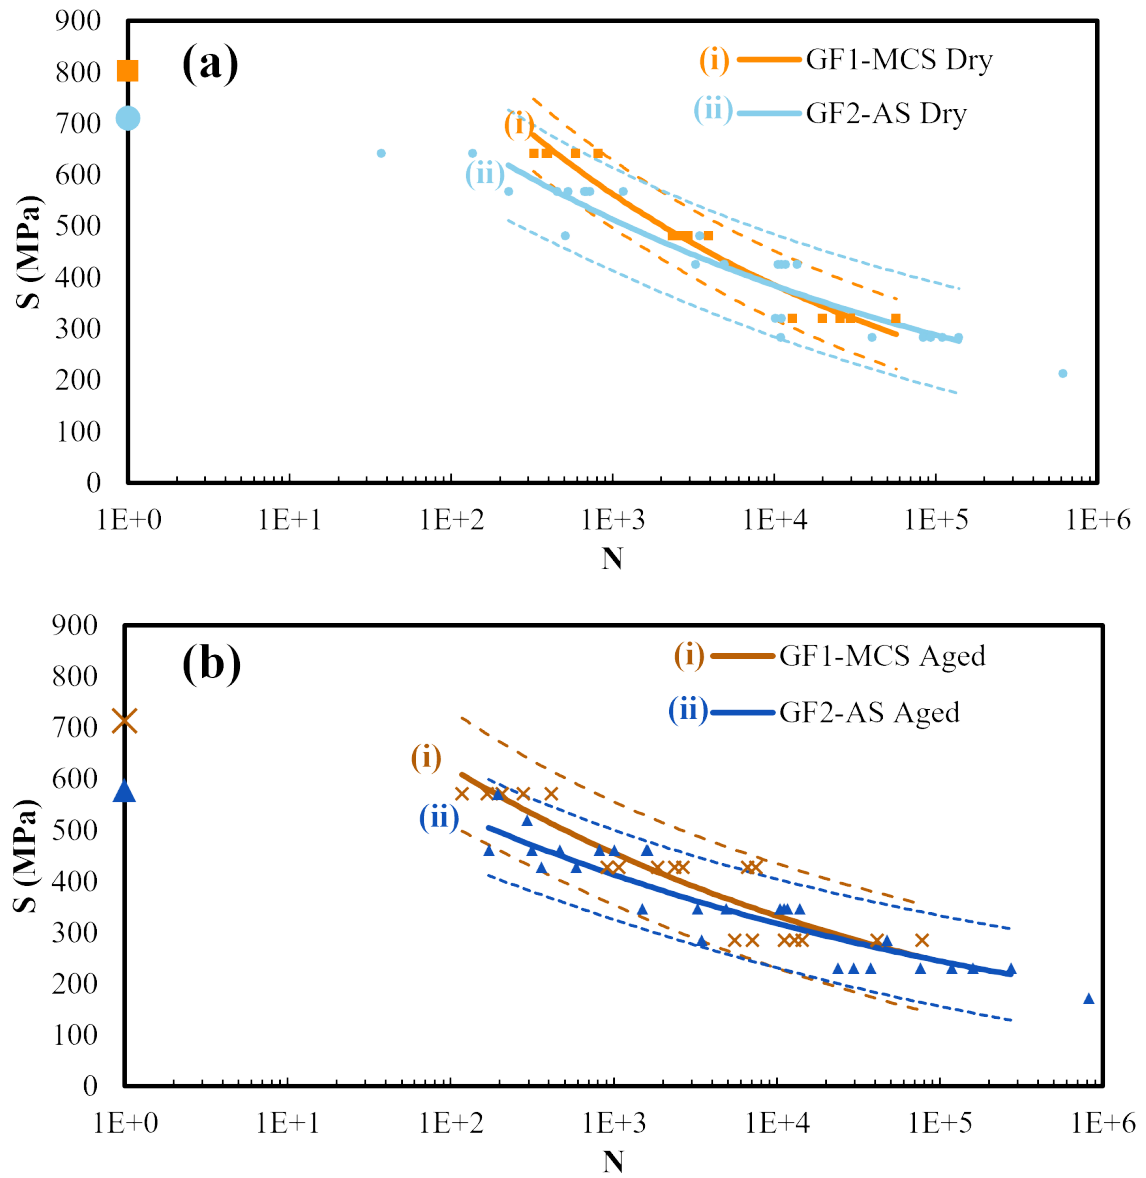 900
800
700
600
500
400
300
200
100
0
S (MPa)
(a)
(i) GF1-MCS Dry
(ii) GF2-AS Dry
(i)
(ii)
1E+0 1E+1 1E+2 1E+3 1E+4 1E+5 1E+6
N
900
800
700
600
500
400
300
200
100
0
S (MPa)
(b)
(i) GF1-MCS Aged
(ii) GF2-AS Aged
(i)
(ii)
1E+0 1E+1 1E+2 1E+3 1E+4 1E+5 1E+6
N